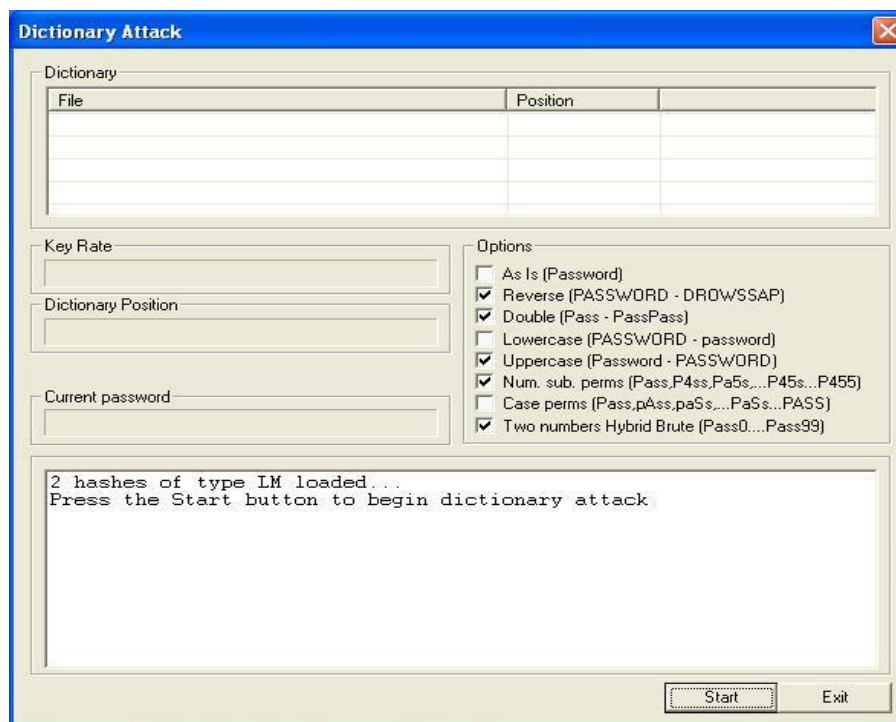 Dictionary Attack
Dictionary
File Position
Key Rate
Dictionary Position
Current password
Options
As Is (Password)
Reverse (PASSWORD - DROWSSAP)
Double (Pass - PassPass)
Lowercase (PASSWORD - password)
Uppercase (Password - PASSWORD)
Num. sub. perms (Pass,P4ss,Pa5s,...P45s...P455)
Case perms (Pass,pAss,paSs,...PaSs...PASS)
Two numbers Hybrid Brute (Pass0....Pass99)
2 hashes of type LM loaded...
Press the Start button to begin dictionary attack
Start Exit